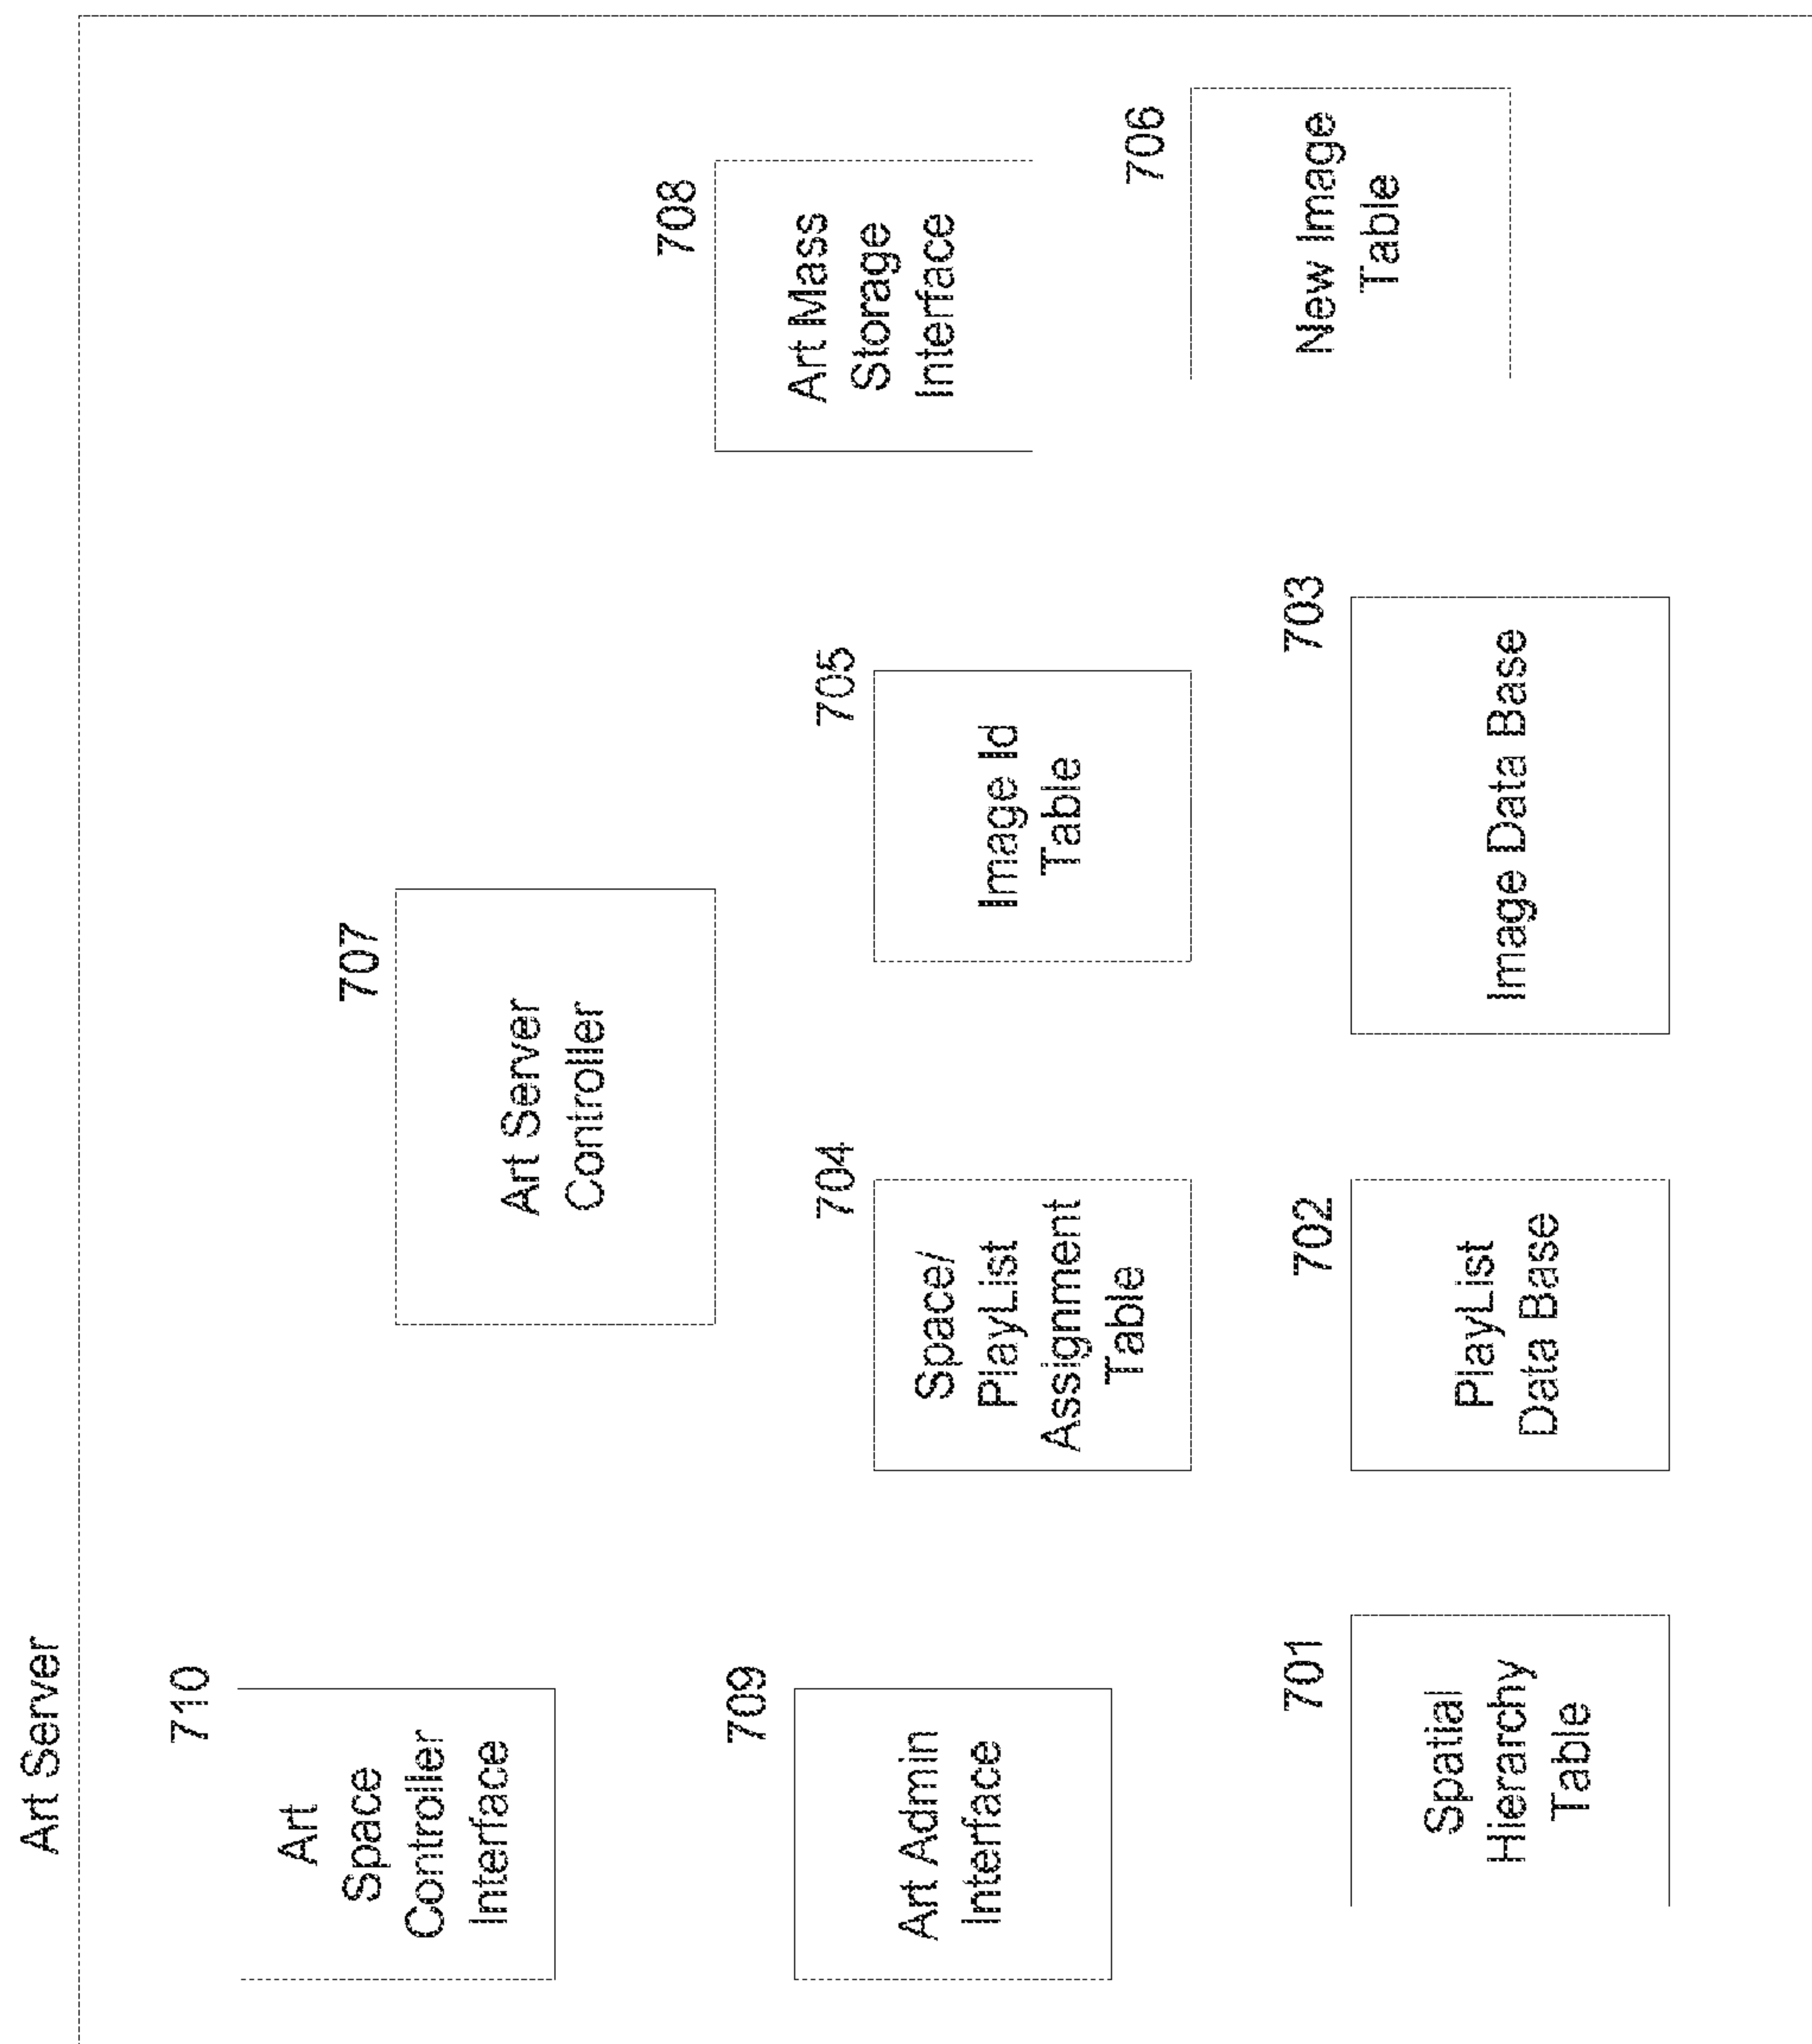 Art Server
710
Art
Space
Controller
Interface
707
Art Server
Controller
708
Art Mass
Storage
Interface
709
Art Admin
Interface
704
Space/
PlayList
Assignment
Table
705
Image Id
Table
706
New Image
Table
701
Spatial
Hierarchy
Table
702
PlayList
Data Base
703
Image Data Base